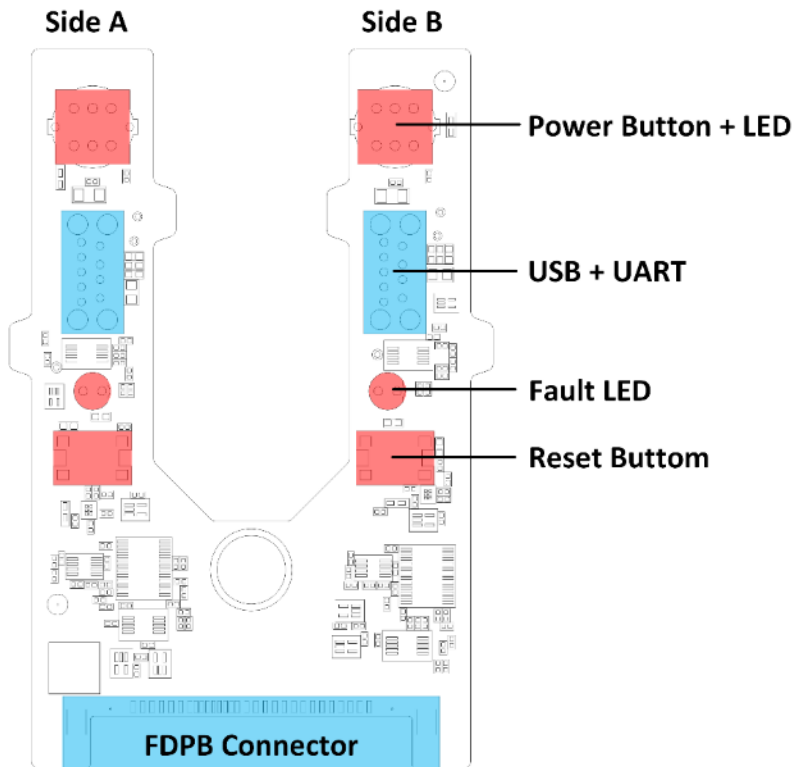 Side A
Side B
Power Button + LED
USB + UART
Fault LED
Reset Buttom
FDPB Connector